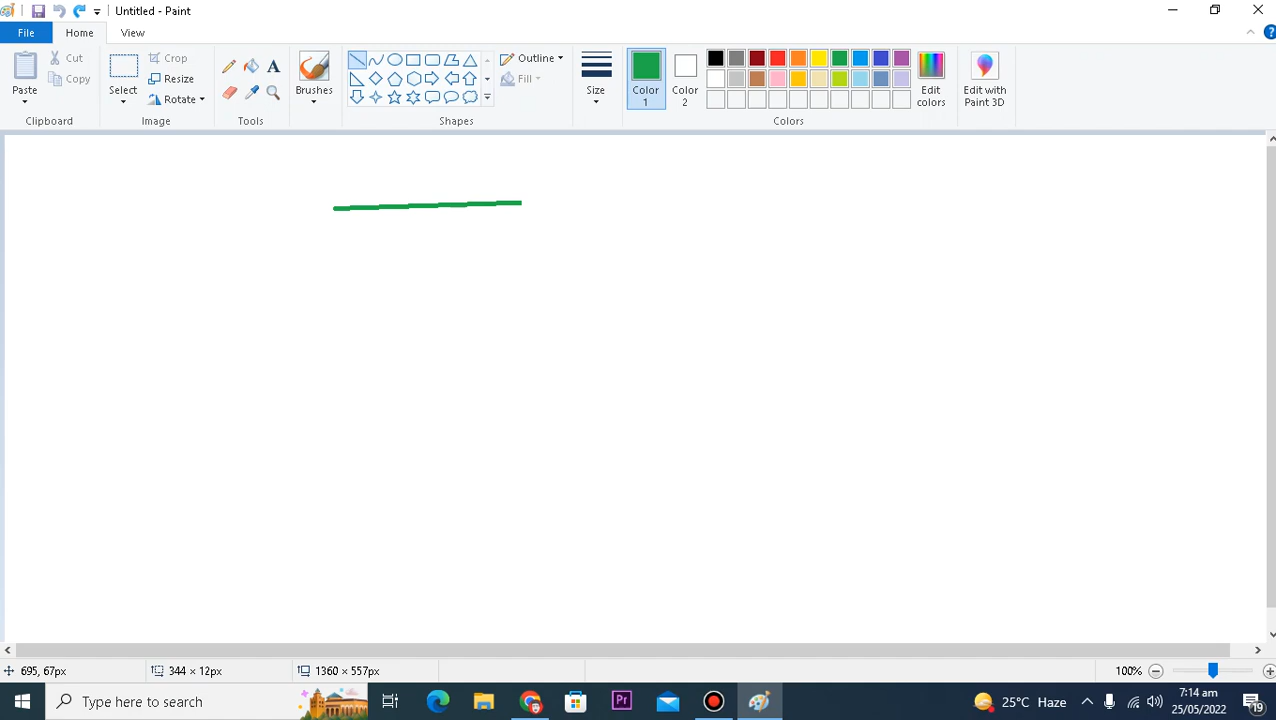 Untitled - Paint
File Home View
Paste
Cut
Copy
Clipboard
Select
Crop
Resize
Rotate
Image
A
Tools
Brushes
Shapes
Outline
Fill
Size
Color 1
Color 2
Colors
Edit colors
Edit with Paint 3D
695, 67px 344 × 12px 1360 × 557px 100%
Type here to search
Pr
25°C Haze
7:14 am
25/05/2022
19